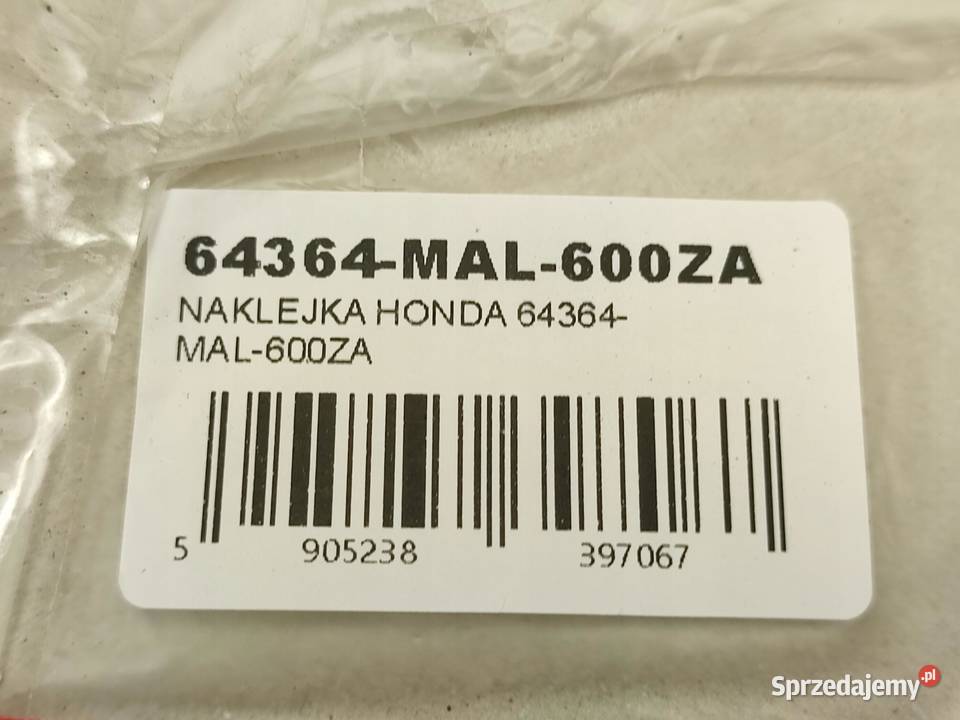 64364-MAL-600ZA
NAKLEJKA HONDA 64364-
MAL-600ZA
5 905238 397067
Sprzedajemy.pl